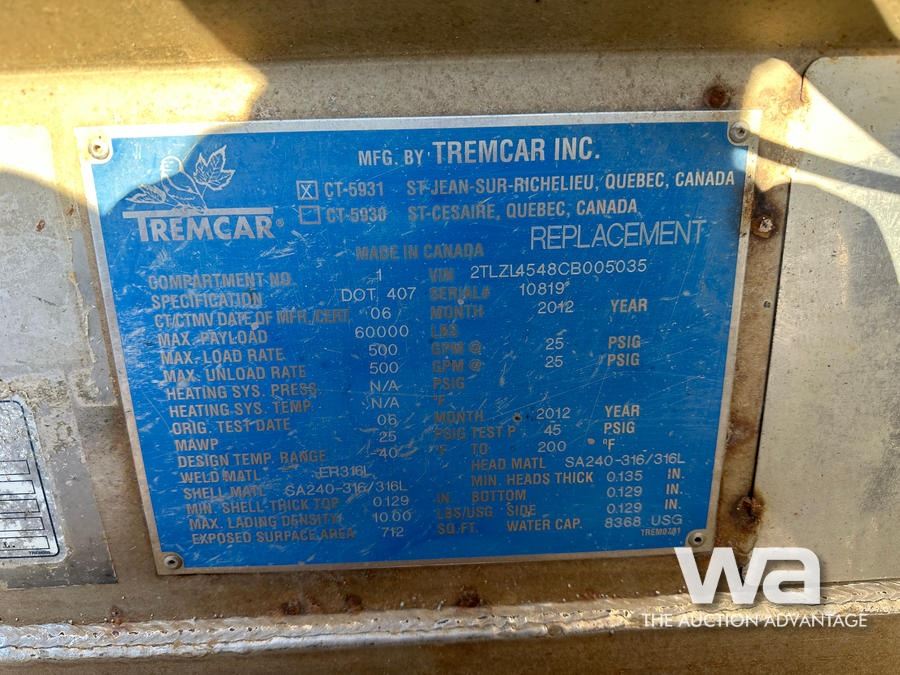 MFG. BY TREMCAR INC.
☒ CT-5931 ST-JEAN-SUR-RICHELIEU, QUEBEC, CANADA
☐ CT-5930 ST-CESAIRE, QUEBEC, CANADA
TREMCAR®
REPLACEMENT
MADE IN CANADA
COMPARTMENT NO. 1 VIN 2TLZL4548CB005035
SPECIFICATION DOT 407 SERIAL# 10819
CT/CTMV DATE OF MFR./CERT. 06 MONTH 2012 YEAR
MAX. PAYLOAD 60000 LBS
MAX. LOAD RATE 500 GPM @ 25 PSIG
MAX. UNLOAD RATE 500 GPM @ 25 PSIG
HEATING SYS. PRESS. N/A PSIG
HEATING SYS. TEMP. N/A °F
ORIG. TEST DATE 06 MONTH 2012 YEAR
MAWP 25 PSIG TEST P. 45 PSIG
DESIGN TEMP. RANGE -40 °F TO 200 °F
WELD MATL ER316L HEAD MATL SA240-316/316L
SHELL MATL SA240-316/316L MIN. HEADS THICK 0.135 IN.
MIN. SHELL THICK TOP 0.129 IN. BOTTOM 0.129 IN.
MAX. LADING DENSITY 10.00 LBS/USG SIDE 0.129 IN.
EXPOSED SURFACE AREA 712 SQ.FT. WATER CAP. 8368 USG
wa
THE AUCTION ADVANTAGE